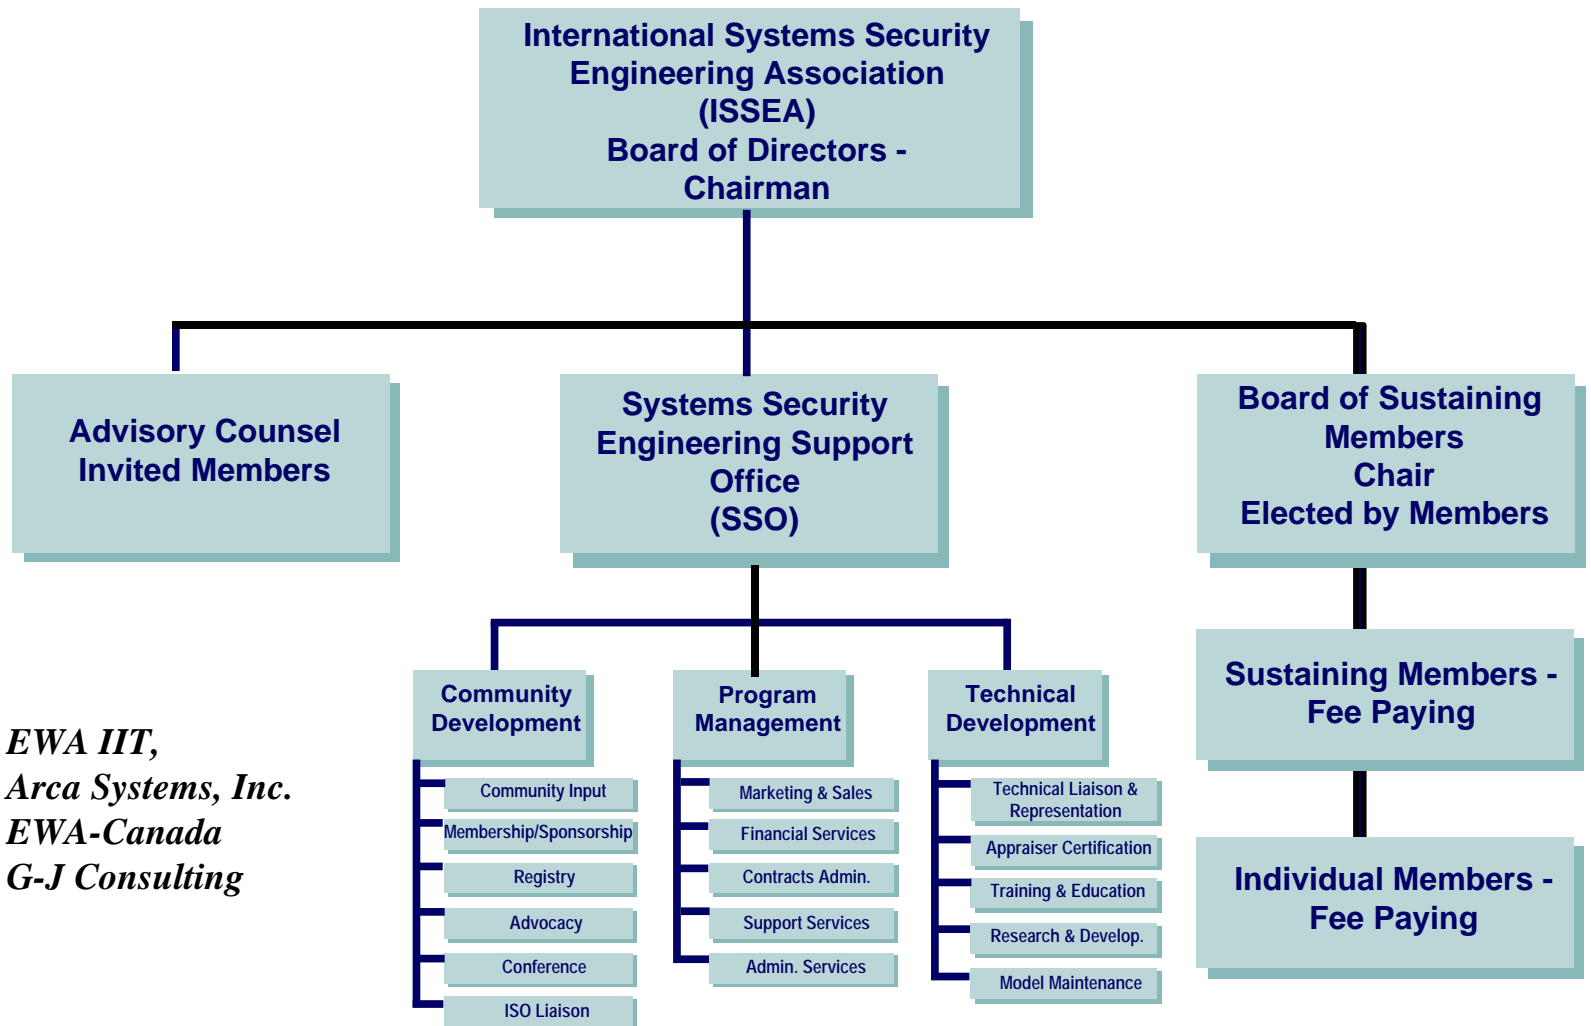 International Systems Security
Engineering Association
(ISSEA)
Board of Directors -
Chairman
Advisory Counsel
Invited Members
Systems Security
Engineering Support
Office
(SSO)
Board of Sustaining
Members
Chair
Elected by Members
Community
Development
Community Input
Membership/Sponsorship
Registry
Advocacy
Conference
ISO Liaison
Program
Management
Marketing & Sales
Financial Services
Contracts Admin.
Support Services
Admin. Services
Technical
Development
Technical Liaison &
Representation
Appraiser Certification
Training & Education
Research & Develop.
Model Maintenance
Sustaining Members -
Fee Paying
Individual Members -
Fee Paying
EWA IIT,
Arca Systems, Inc.
EWA-Canada
G-J Consulting